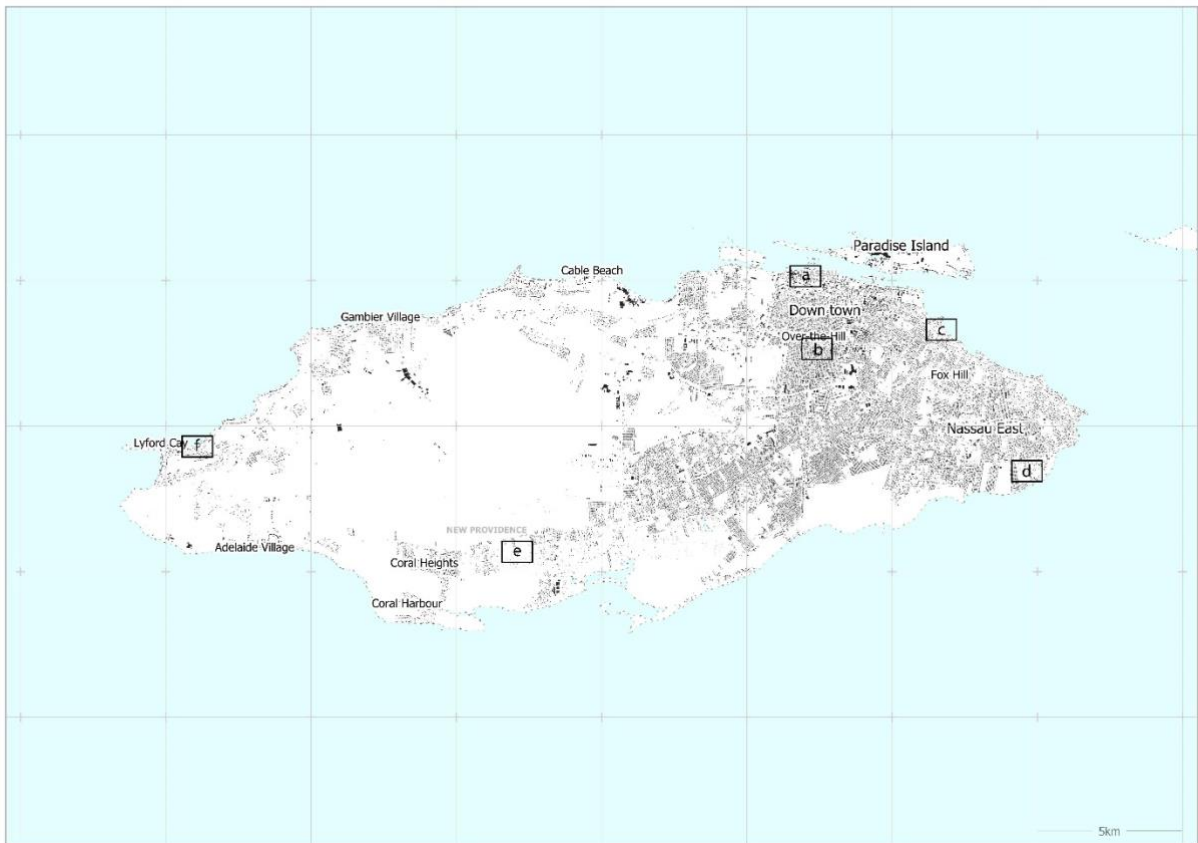 Paradise Island
Cable Beach
a
Down town
Gambier Village
c
Over the Hill
b
Fox Hill
Nassau East
Lyford Cay
f
d
NEW PROVIDENCE
Adelaide Village
e
Coral Heights
Coral Harbour
5km